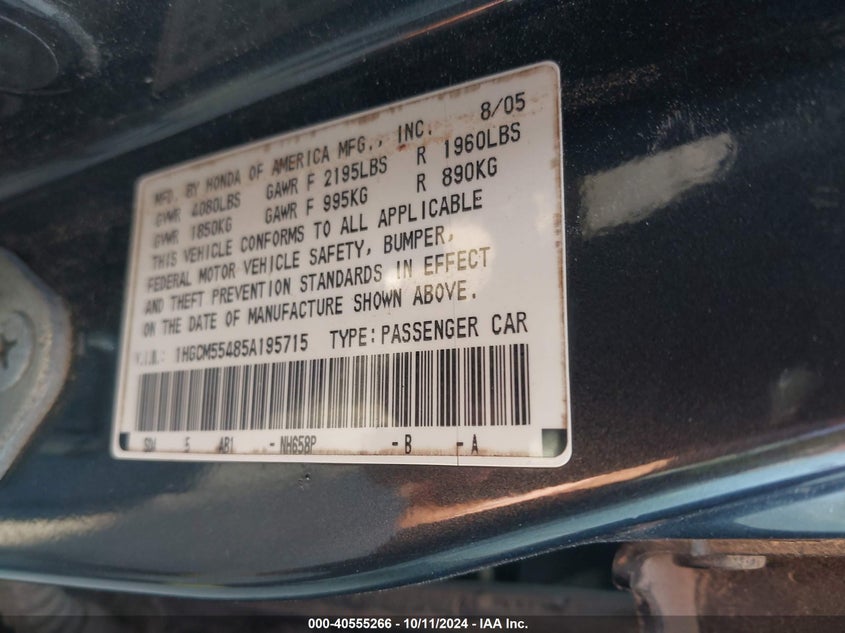 8/05
MFD. BY HONDA OF AMERICA MFG., INC.
GVWR 4080LBS GAWR F 2195LBS R 1960LBS
GVWR 1850KG GAWR F 995KG R 890KG
THIS VEHICLE CONFORMS TO ALL APPLICABLE
FEDERAL MOTOR VEHICLE SAFETY, BUMPER,
AND THEFT PREVENTION STANDARDS IN EFFECT
ON THE DATE OF MANUFACTURE SHOWN ABOVE.
V.I.N.: 1HGCM55485A195715 TYPE:PASSENGER CAR
5 AB1 -NH658P -B -A
000-40555266 - 10/11/2024 - IAA Inc.